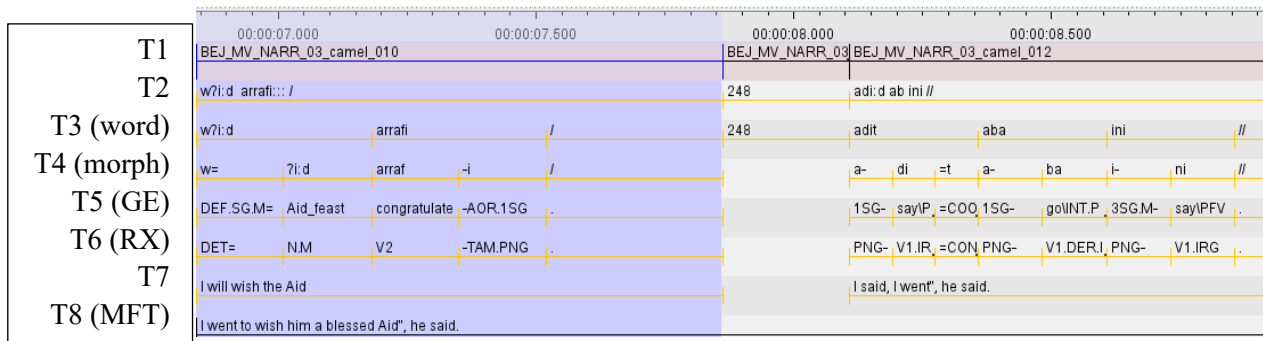 00:00:07.000 00:00:07.500 00:00:08.000 00:00:08.500
T1 BEJ_MV_NARR_03_camel_010 BEJ_MV_NARR_03 BEJ_MV_NARR_03_camel_012
T2 w?i:d arrafi::: / 248 adi:d ab ini //
T3 (word) w?i:d arrafi / 248 adit aba ini //
T4 (morph) w= ?i:d arraf -i / a- di =t a- ba i- ni //
T5 (GE) DEF.SG.M= Aid_feast congratulate -AOR.1SG . 1SG- say\P =COO 1SG- go\INT.P 3SG.M- say\PFV .
T6 (RX) DET= N.M V2 -TAM.PNG . PNG- V1.IR =CON PNG- V1.DER.I PNG- V1.IRG .
T7 I will wish the Aid I said, I went", he said.
T8 (MFT) I went to wish him a blessed Aid", he said.